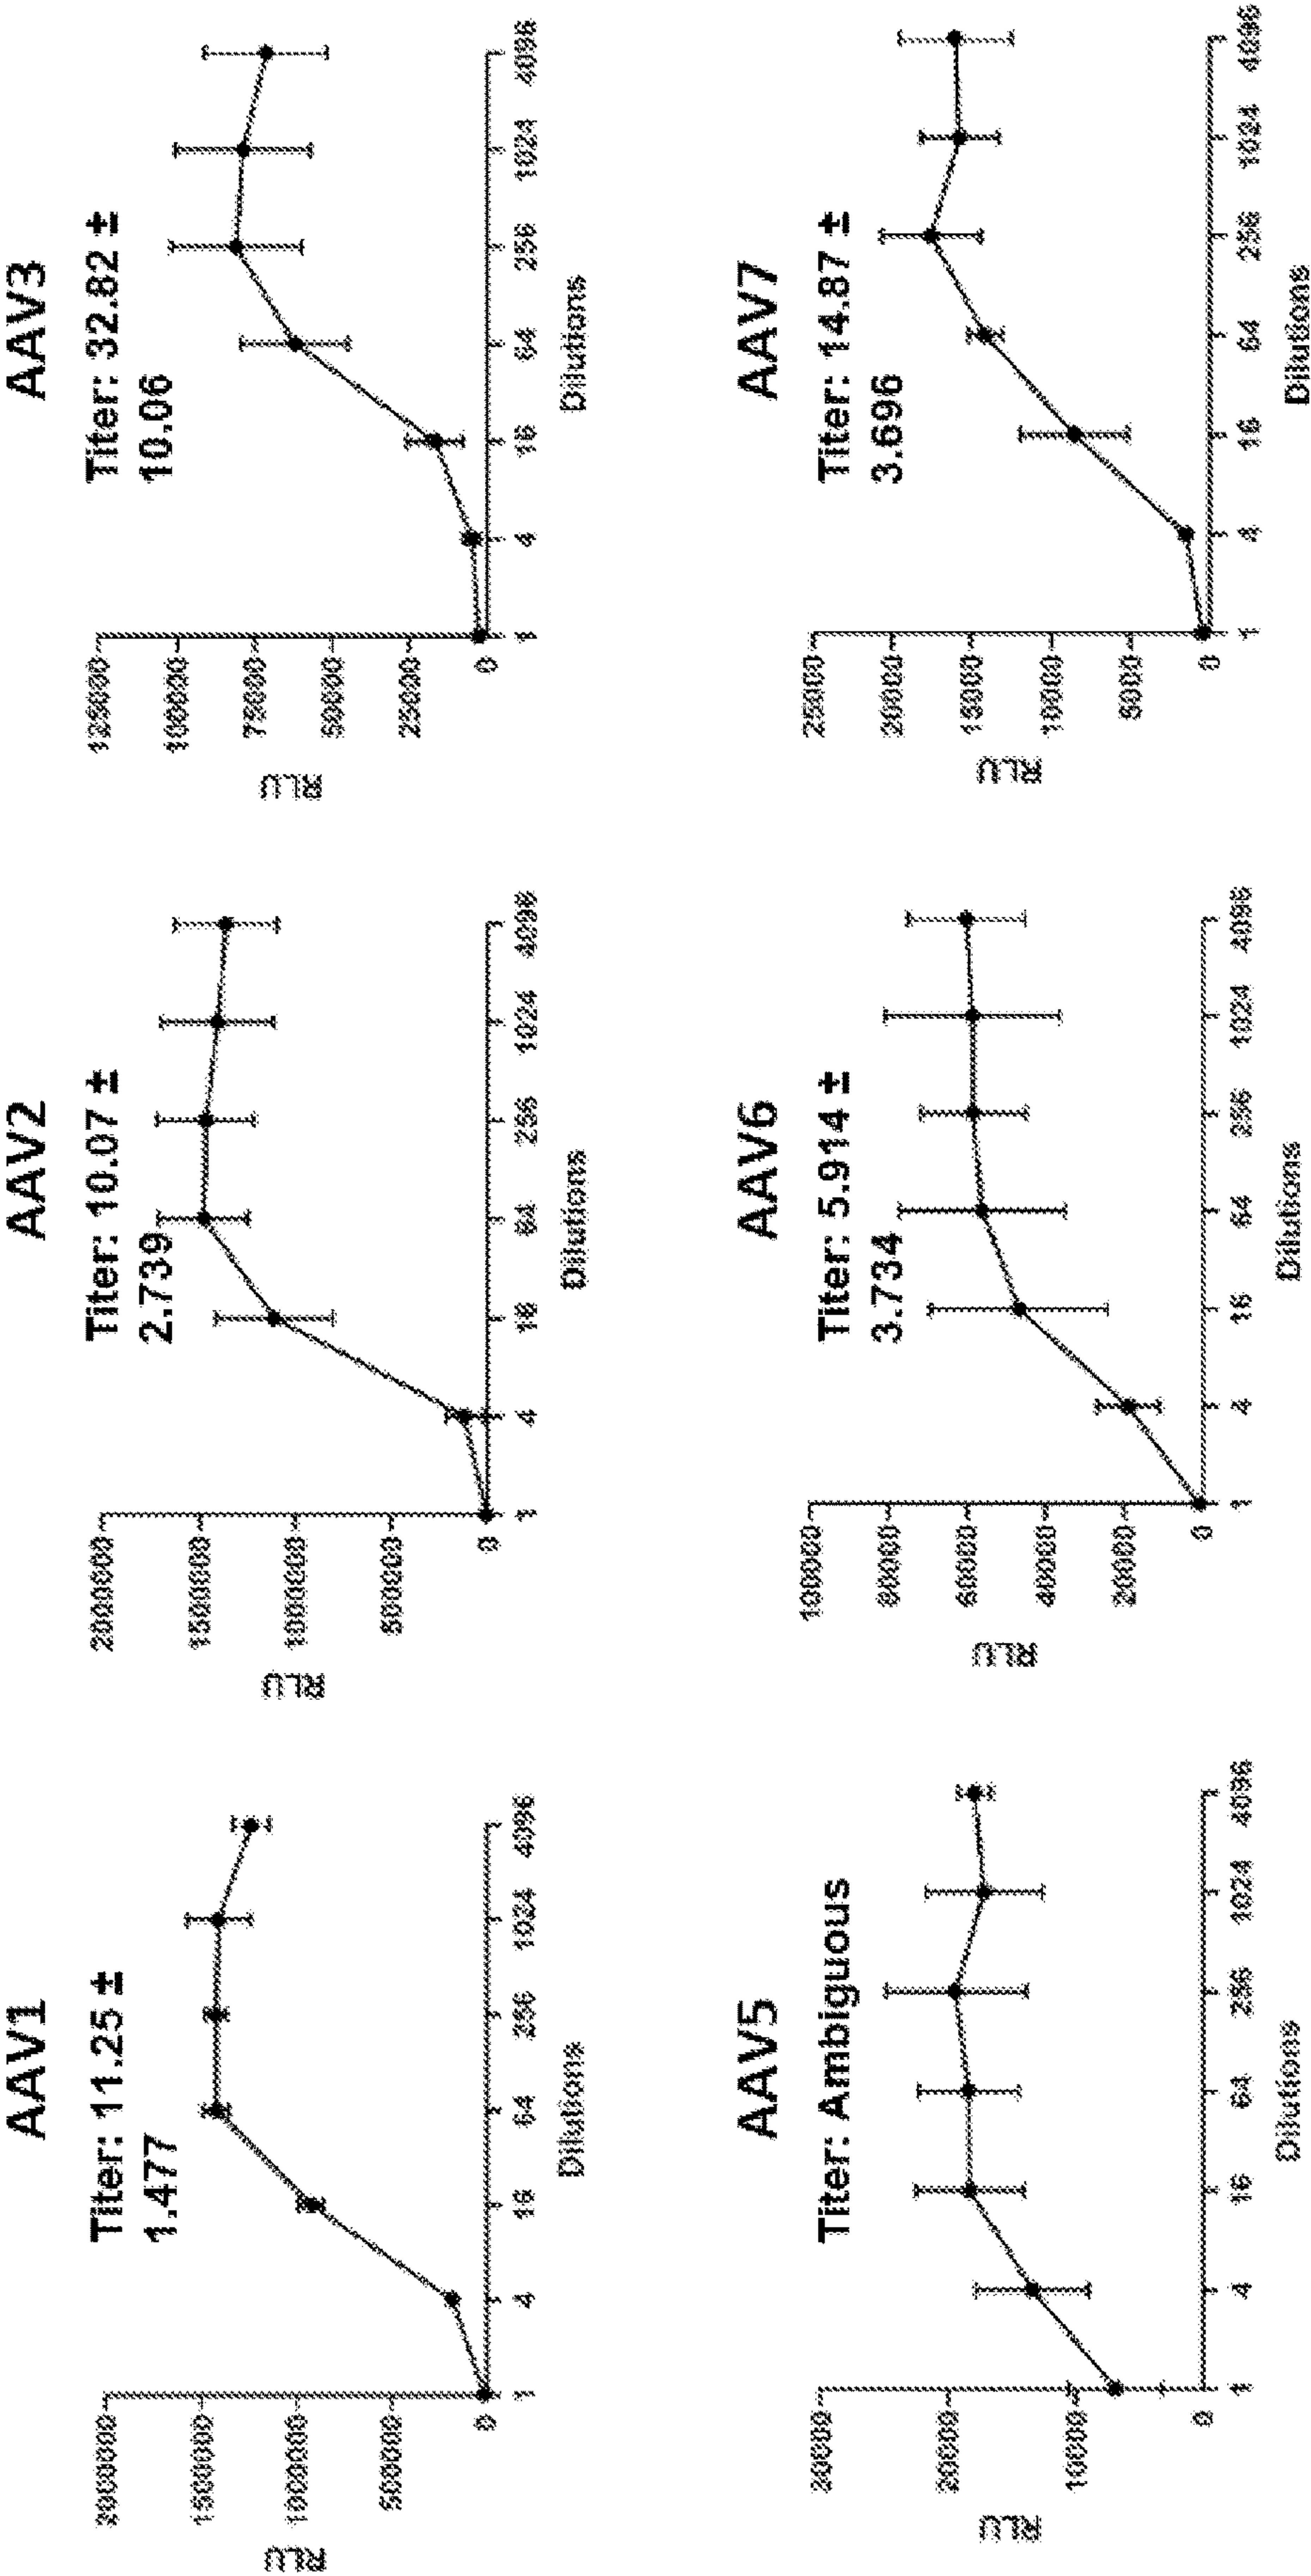 AAV1
Titer: 11.25 ±
1.477
RLU
2000000
1500000
1000000
500000
0
1 4 16 64 256 1024 4096
Dilutions
AAV2
Titer: 10.07 ±
2.739
RLU
2000000
1500000
1000000
500000
0
1 4 16 64 256 1024 4096
Dilutions
AAV3
Titer: 32.82 ±
10.06
RLU
125000
100000
75000
50000
25000
0
1 4 16 64 256 1024 4096
Dilutions
AAV5
Titer: Ambiguous
RLU
20000
10000
0
1 4 16 64 256 1024 4096
Dilutions
AAV6
Titer: 5.914 ±
3.734
RLU
100000
80000
60000
40000
20000
0
1 4 16 64 256 1024 4096
Dilutions
AAV7
Titer: 14.87 ±
3.696
RLU
25000
20000
15000
10000
5000
0
1 4 16 64 256 1024 4096
Dilutions